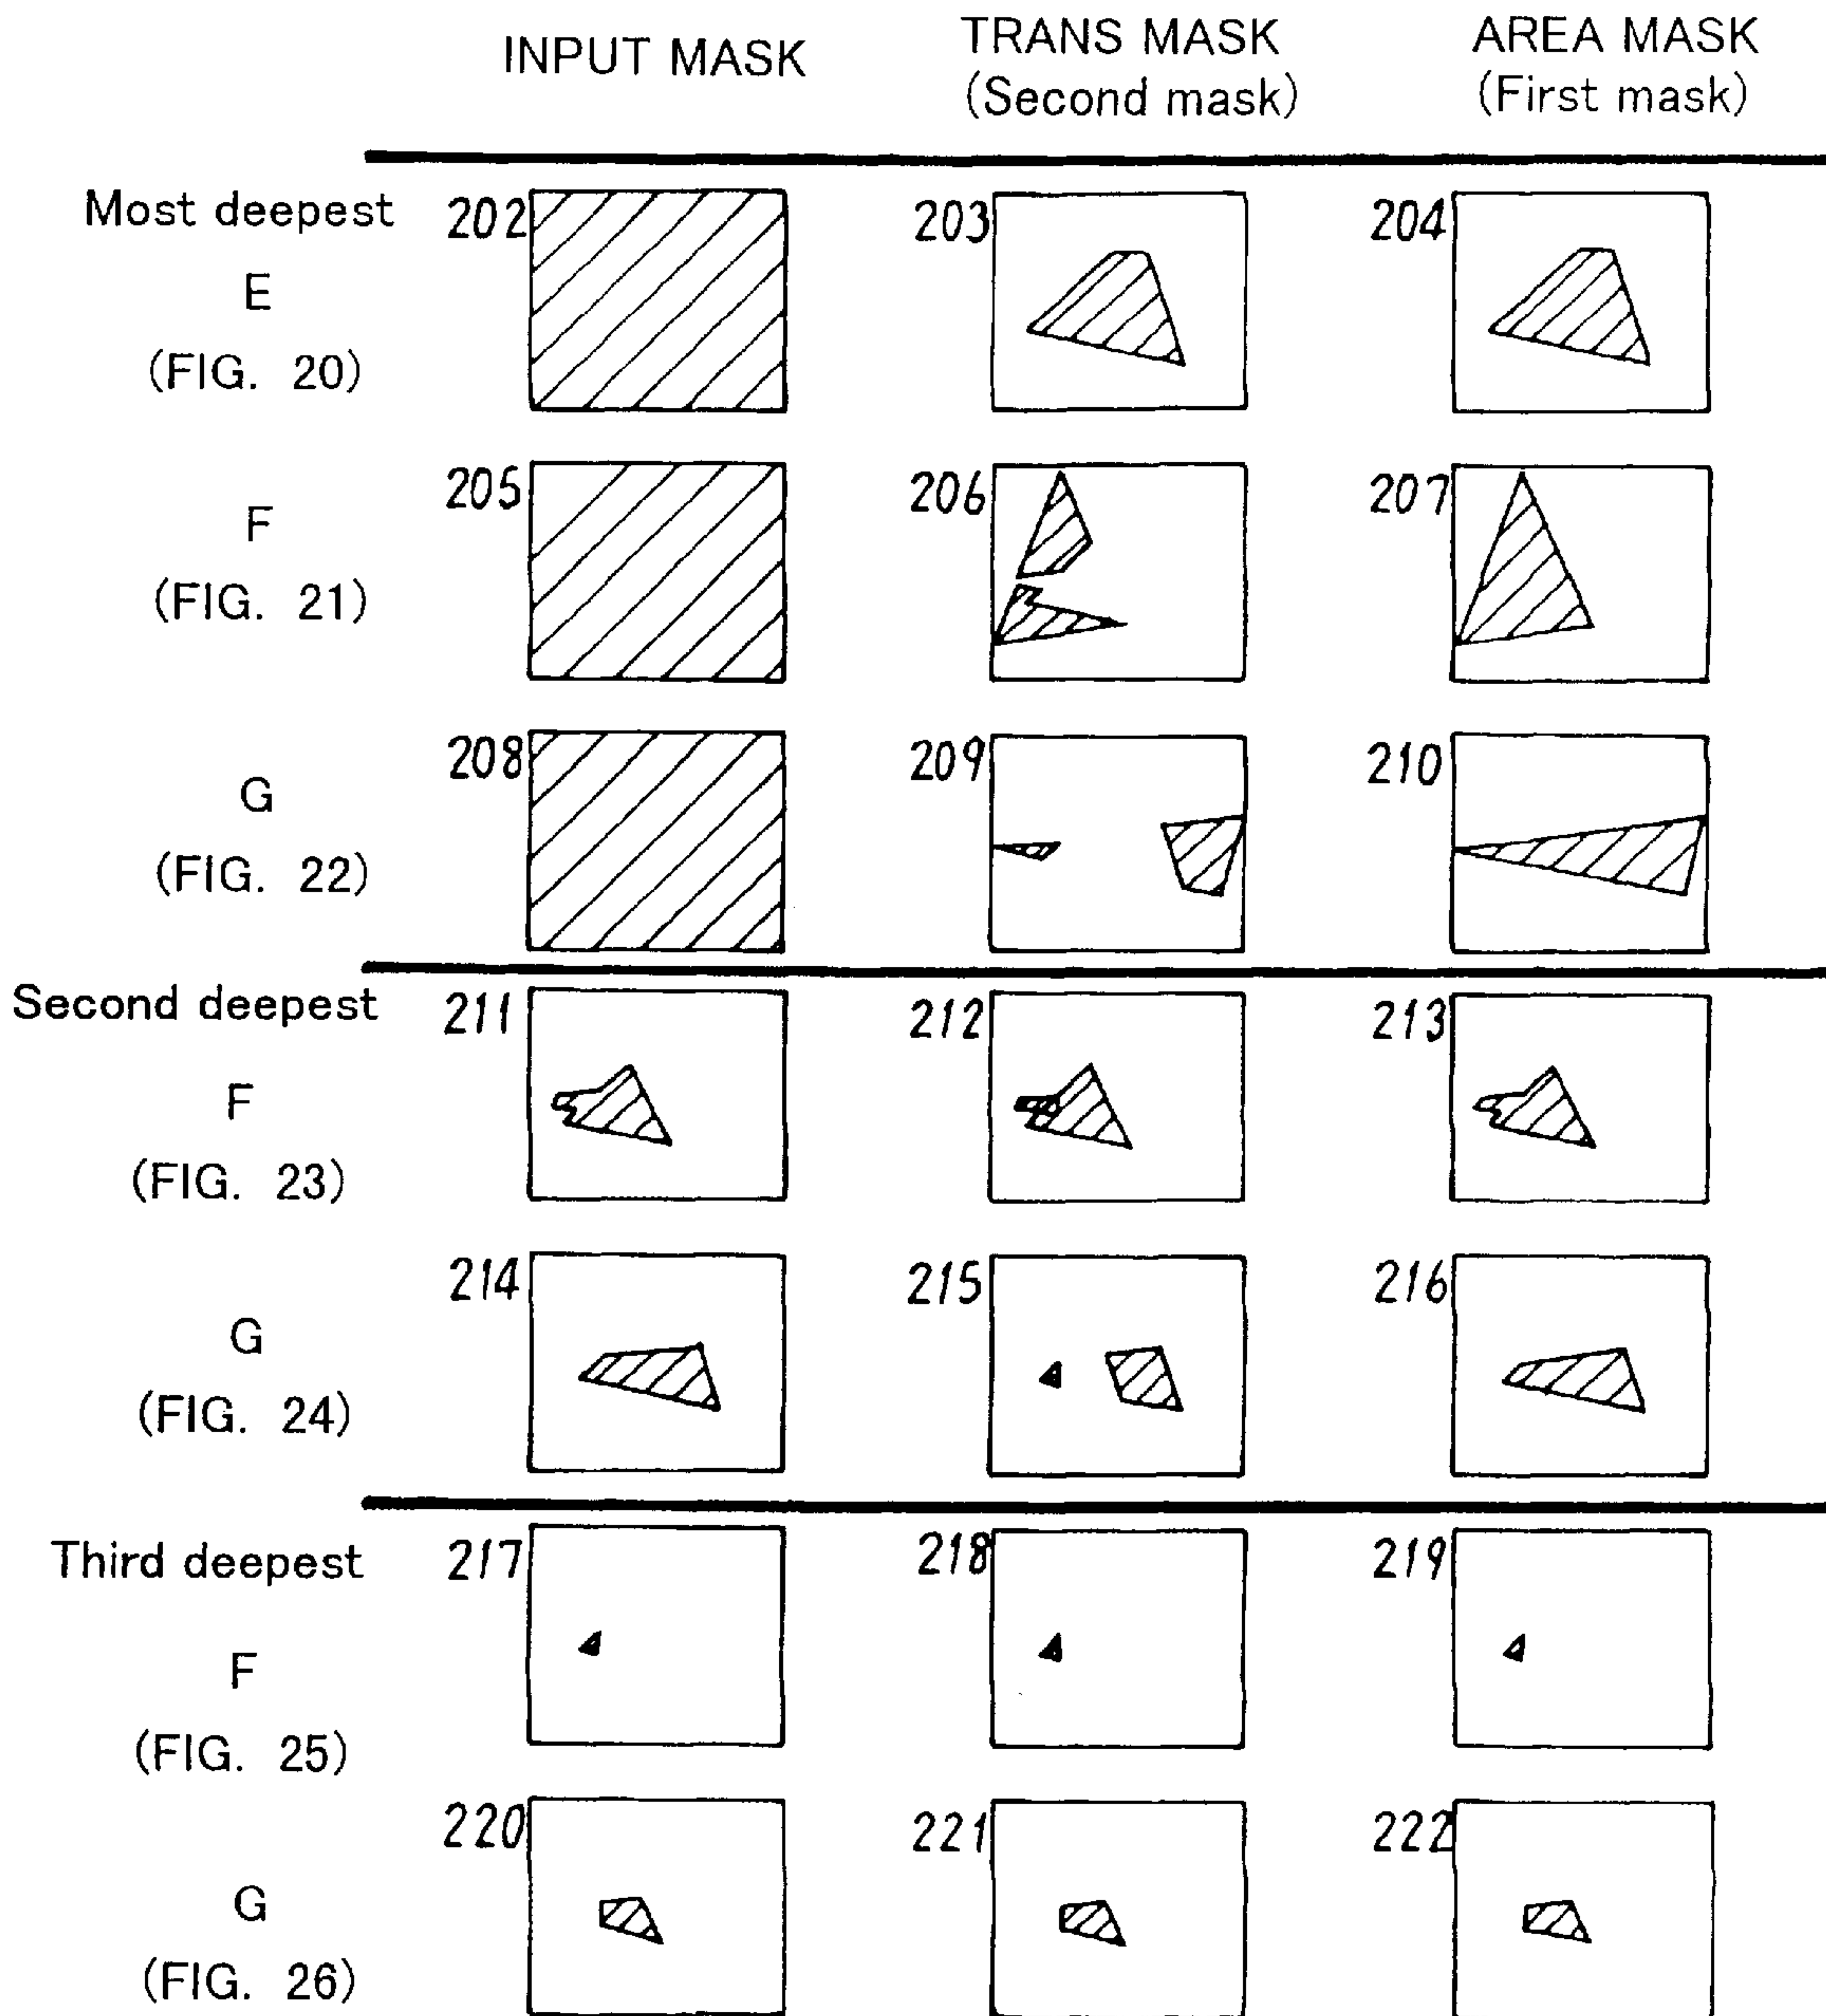 INPUT MASK
TRANS MASK
(Second mask)
AREA MASK
(First mask)
Most deepest
E
(FIG. 20)
202
203
204
F
(FIG. 21)
205
206
207
G
(FIG. 22)
208
209
210
Second deepest
F
(FIG. 23)
211
212
213
G
(FIG. 24)
214
215
216
Third deepest
F
(FIG. 25)
217
218
219
G
(FIG. 26)
220
221
222